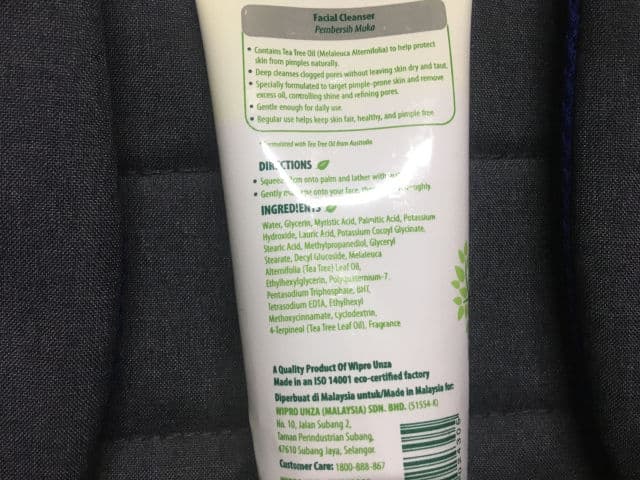 Facial Cleanser
Pembersih Muka
• Contains Tea Tree Oil (Melaleuca Alternifolia) to help protect
skin from pimples naturally.
• Deep cleanses clogged pores without leaving skin dry and taut.
• Specially formulated to target pimple-prone skin and remove
excess oil, controlling shine and refining pores.
• Gentle enough for daily use.
• Regular use helps keep skin fair, healthy, and pimple free.
Formulated with Tea Tree Oil from Australia
DIRECTIONS
• onto palm and lather with
• Gently onto your face,
INGREDIENTS
Water, Glycerin, Myristic Acid, Palmitic Acid, Potassium
Hydroxide, Lauric Acid, Potassium Cocoyl Glycinate,
Stearic Acid, Methylpropanediol, Glyceryl
Stearate, Decyl Glucoside, Melaleuca
Alternifolia (Tea Tree) Leaf Oil,
Ethylhexylglycerin, Polyquaternium-7,
Pentasodium Triphosphate, BHT,
Tetrasodium EDTA, Ethylhexyl
Methoxycinnamate, Cyclodextrin,
4-Terpineol (Tea Tree Leaf Oil), Fragrance
A Quality Product Of Wipro Unza
Made in an ISO 14001 eco-certified factory
Diperbuat di Malaysia untuk/Made in Malaysia for:
WIPRO UNZA (MALAYSIA) SDN. BHD. (51554-K)
No. 10, Jalan Subang 2,
Taman Perindustrian Subang,
47610 Subang Jaya, Selangor.
Customer Care: 1800-888-867